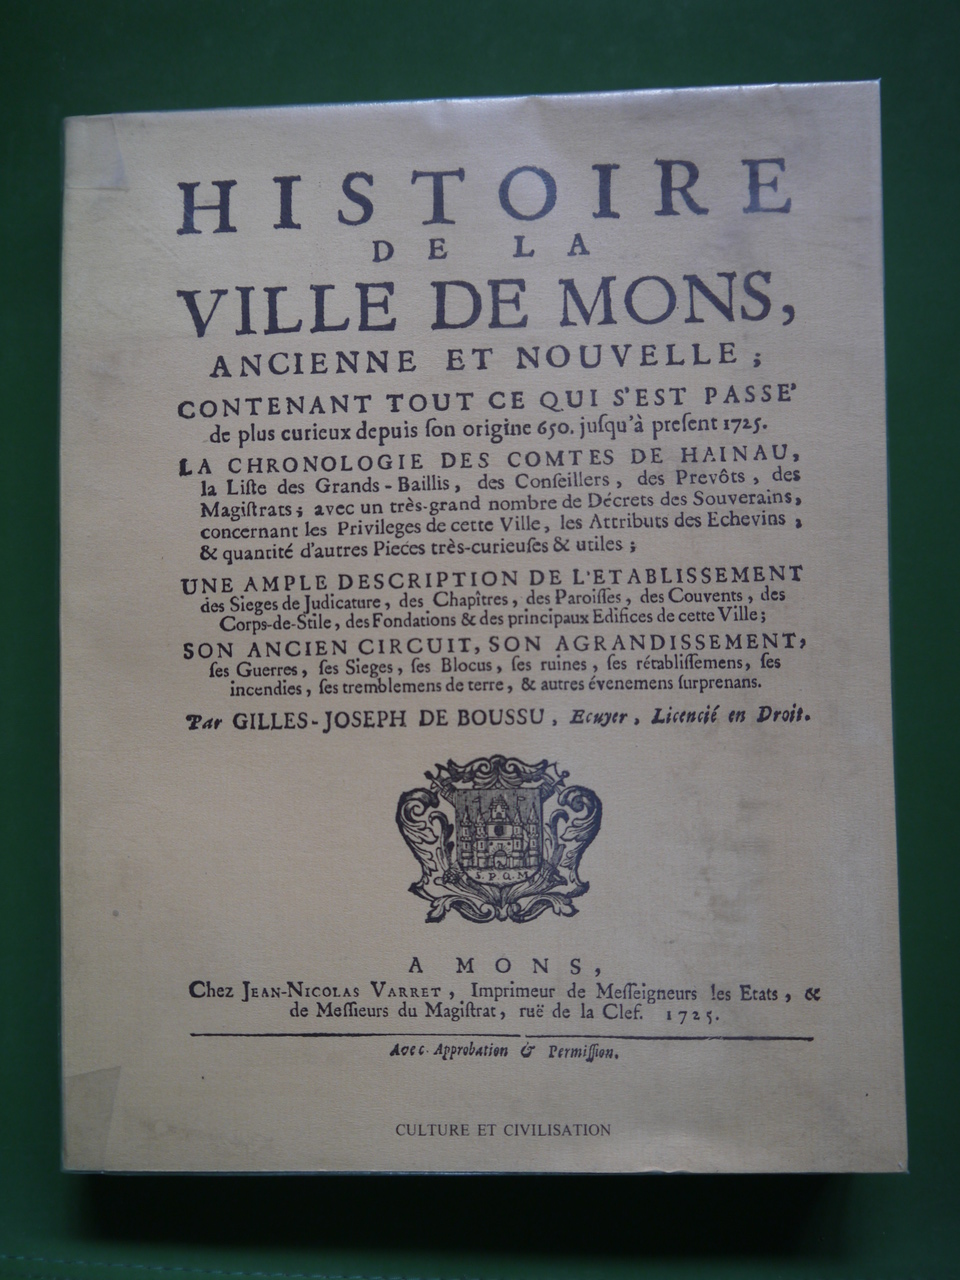 HISTOIRE
DE LA
VILLE DE MONS,
ANCIENNE ET NOUVELLE ;
CONTENANT TOUT CE QUI S'EST PASSE'
de plus curieux depuis ſon origine 650. juſqu'à preſent 1725.
LA CHRONOLOGIE DES COMTES DE HAINAU,
la Liſte des Grands-Baillis, des Conſeillers, des Prevôts, des
Magiſtrats ; avec un très-grand nombre de Décrets des Souverains,
concernant les Privileges de cette Ville, les Attributs des Echevins ,
& quantité d'autres Pieces très-curieuſes & utiles ;
UNE AMPLE DESCRIPTION DE L'ETABLISSEMENT
des Sieges de Judicature, des Chapîtres, des Paroiſſes, des Couvents, des
Corps-de-Stile, des Fondations & des principaux Edifices de cette Ville ;
SON ANCIEN CIRCUIT, SON AGRANDISSEMENT,
ſes Guerres, ſes Sieges, ſes Blocus, ſes ruines, ſes rétabliſſemens, ſes
incendies, ſes tremblemens de terre, & autres évenemens ſurprenans.
Par GILLES-JOSEPH DE BOUSSU, Ecuyer, Licencié en Droit.
S. P. Q. M
A MONS,
Chez JEAN-NICOLAS VARRET, Imprimeur de Meſſeigneurs les Etats, &
de Meſſieurs du Magiſtrat, ruë de la Clef. 1725.
Avec Approbation & Permiſſion.
CULTURE ET CIVILISATION